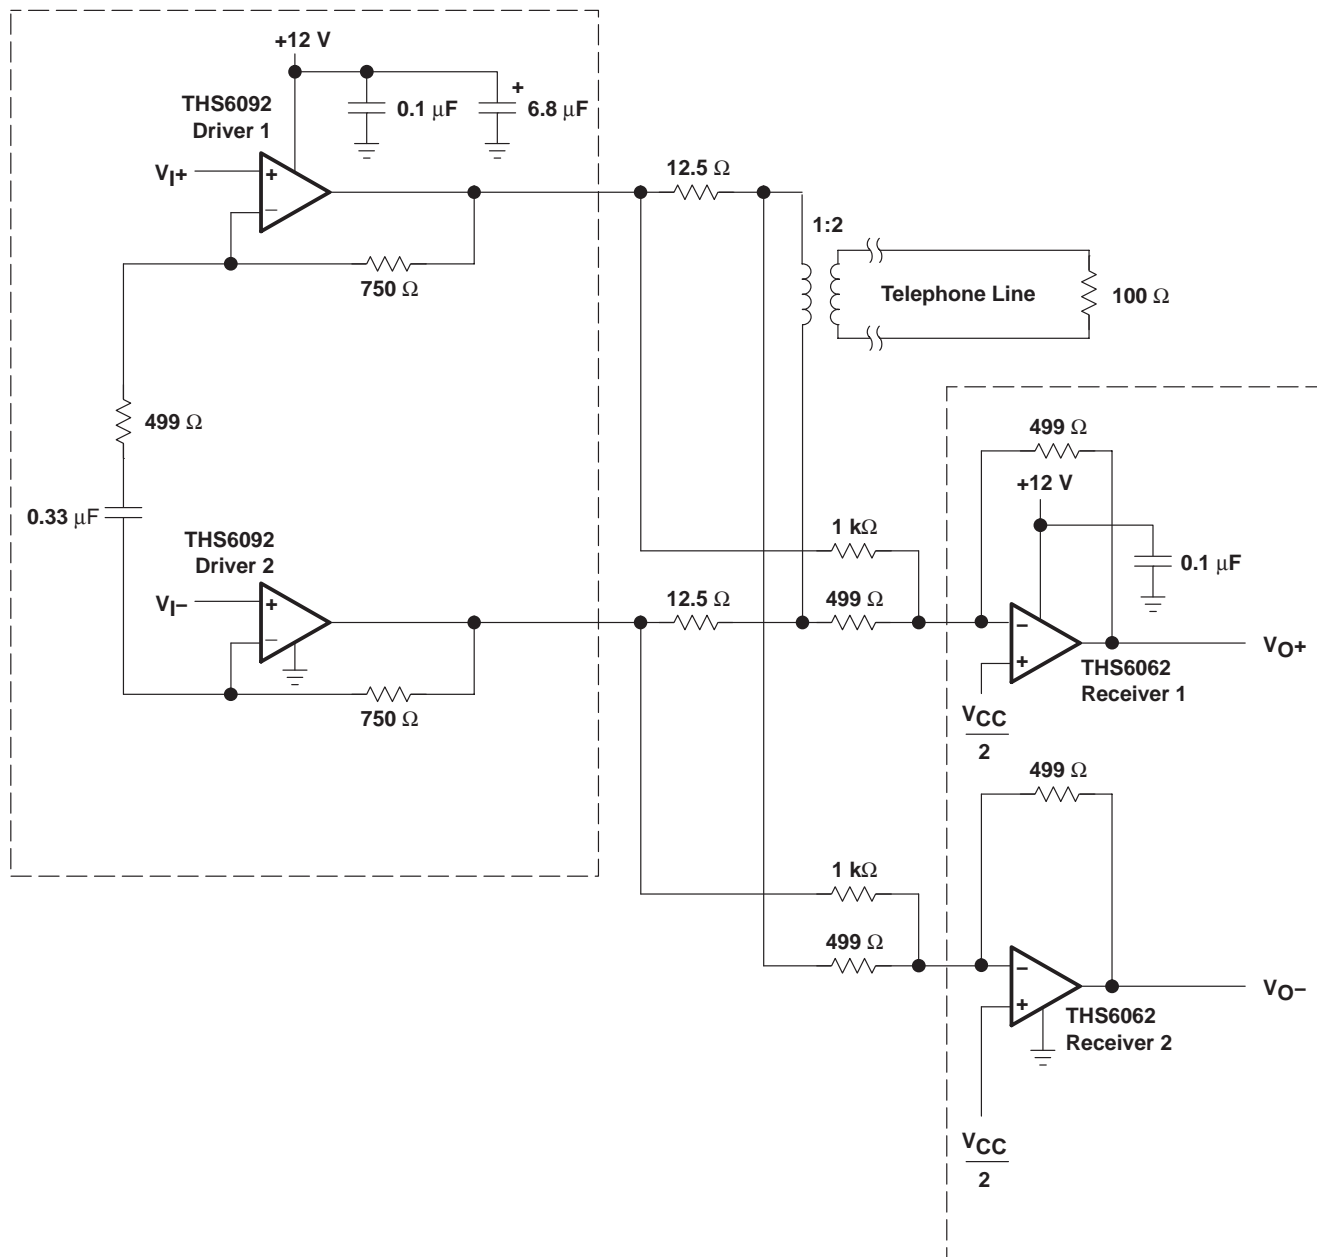 +12 V
THS6092
Driver 1
0.1 μF
+
6.8 μF
VI+
+
−
750 Ω
12.5 Ω
1:2
Telephone Line
100 Ω
499 Ω
0.33 μF
THS6092
Driver 2
VI−
+
−
750 Ω
12.5 Ω
1 kΩ
499 Ω
499 Ω
+12 V
0.1 μF
−
+
VO+
THS6062
Receiver 1
VCC
2
499 Ω
1 kΩ
499 Ω
−
+
VO−
THS6062
Receiver 2
VCC
2